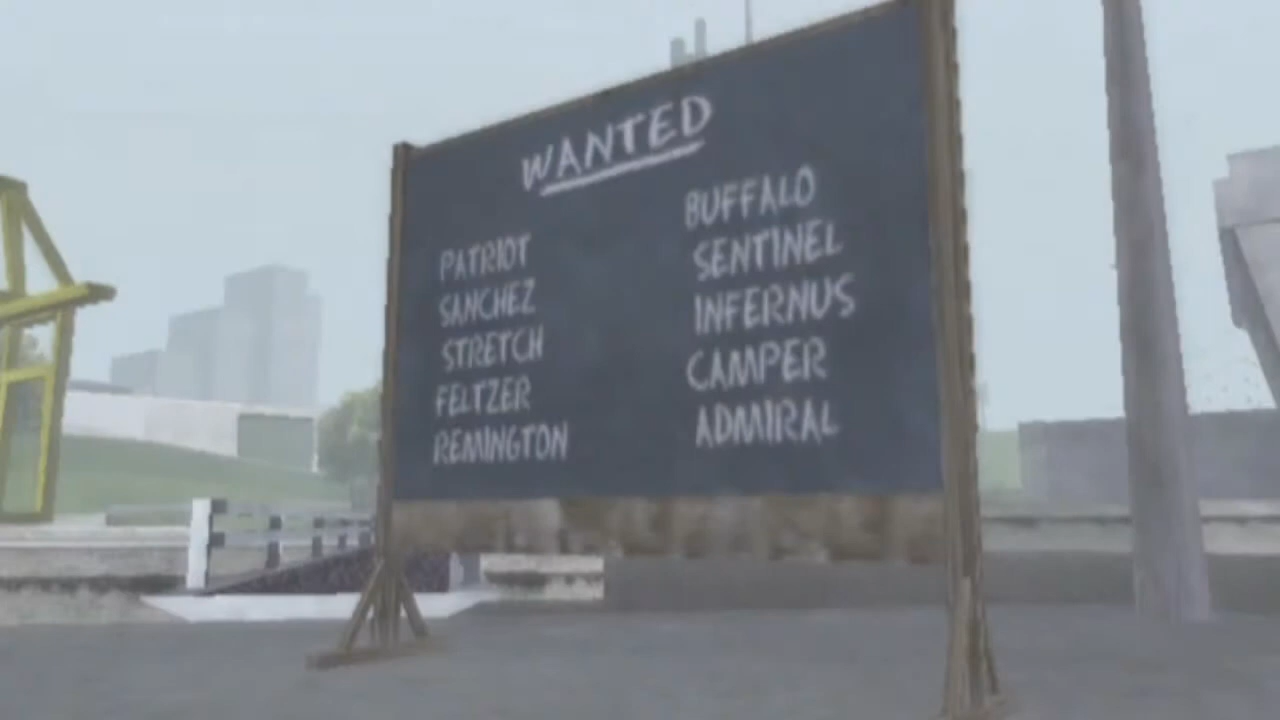 WANTED
PATRIOT
SANCHEZ
STRETCH
FELTZER
REMINGTON
BUFFALO
SENTINEL
INFERNUS
CAMPER
ADMIRAL